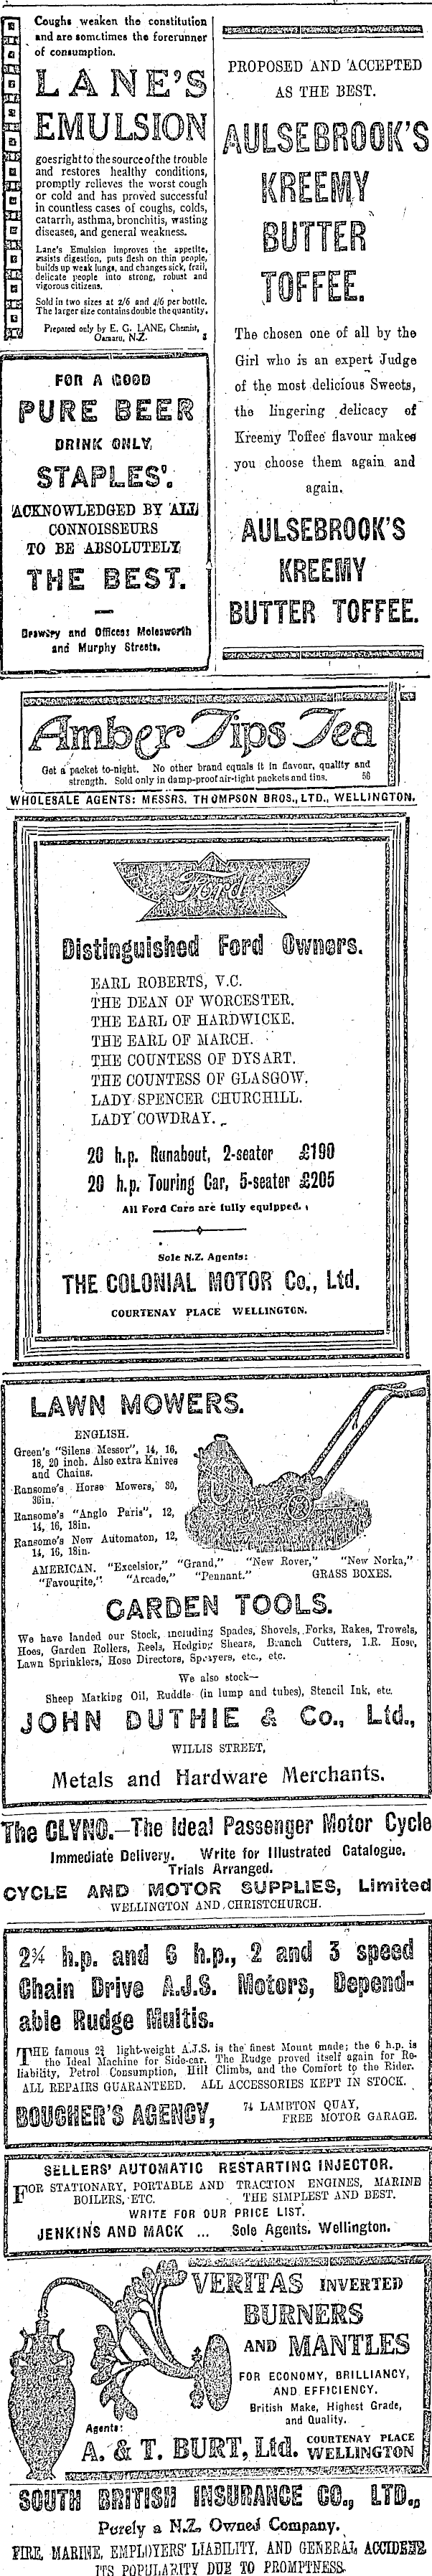 Coughs weaken the constitution
and are sometimes the forerunner
of consumption.
LANE'S
EMULSION
goes right to the source of the trouble
and restores healthy conditions,
promptly relieves the worst cough
or cold and has proved successful
in countless cases of coughs, colds,
catarrh, asthma, bronchitis, wasting
diseases, and general weakness.
Lane's Emulsion improves the appetite,
assists digestion, puts flesh on thin people,
builds up weak lungs, and changes sick, frail,
delicate people into strong, robust and
vigorous citizens.
Sold in two sizes at 2/6 and 4/6 per bottle.
The larger size contains double the quantity.
Prepared only by E. G. LANE, Chemist,
Oamaru, N.Z.
FOR A GOOD
PURE BEER
DRINK ONLY
STAPLES'.
ACKNOWLEDGED BY ALL
CONNOISSEURS
TO BE ABSOLUTELY
THE BEST.
Brewery and Offices: Molesworth
and Murphy Streets.
PROPOSED AND ACCEPTED
AS THE BEST.
AULSEBROOK'S
KREEMY
BUTTER
TOFFEE.
The chosen one of all by the
Girl who is an expert Judge
of the most delicious Sweets,
the lingering delicacy of
Kreemy Toffee flavour makes
you choose them again and
again.
AULSEBROOK'S
KREEMY
BUTTER TOFFEE.
Amber Tips Tea
Get a packet to-night. No other brand equals it in flavour, quality and
strength. Sold only in damp-proof air-tight packets and tins. 56
WHOLESALE AGENTS: MESSRS. THOMPSON BROS., LTD., WELLINGTON.
Ford
Distinguished Ford Owners.
EARL ROBERTS, V.C.
THE DEAN OF WORCESTER.
THE EARL OF HARDWICKE.
THE EARL OF MARCH.
THE COUNTESS OF DYSART.
THE COUNTESS OF GLASGOW.
LADY SPENCER CHURCHILL.
LADY COWDRAY.
20 h.p. Runabout, 2-seater £190
20 h.p. Touring Car, 5-seater £205
All Ford Cars are fully equipped.
Sole N.Z. Agents:
THE COLONIAL MOTOR Co., Ltd.
COURTENAY PLACE WELLINGTON.
LAWN MOWERS.
ENGLISH.
Green's "Silens Messor", 14, 16,
18, 20 inch. Also extra Knives
and Chains.
Ransome's Horse Mowers, 30,
36in.
Ransome's "Anglo Paris", 12,
14, 16, 18in.
Ransome's New Automaton, 12,
14, 16, 18in.
AMERICAN. "Excelsior," "Grand," "New Rover," "New Norka,"
"Favourite," "Arcade," "Pennant." GRASS BOXES.
GARDEN TOOLS.
We have landed our Stock, including Spades, Shovels, Forks, Rakes, Trowels,
Hoes, Garden Rollers, Reels, Hedging Shears, Branch Cutters, I.R. Hose,
Lawn Sprinklers, Hose Directors, Sprayers, etc., etc.
We also stock—
Sheep Marking Oil, Ruddle (in lump and tubes), Stencil Ink, etc.
JOHN DUTHIE & Co., Ltd.,
WILLIS STREET,
Metals and Hardware Merchants.
The CLYNO.—The Ideal Passenger Motor Cycle
Immediate Delivery. Write for Illustrated Catalogue.
Trials Arranged.
CYCLE AND MOTOR SUPPLIES, Limited
WELLINGTON AND CHRISTCHURCH.
2¾ h.p. and 6 h.p., 2 and 3 speed
Chain Drive A.J.S. Motors, Depend-
able Rudge Multis.
THE famous 2¾ light-weight A.J.S. is the finest Mount made; the 6 h.p. is
the Ideal Machine for Side-car. The Rudge proved itself again for Re-
liability, Petrol Consumption, Hill Climbs, and the Comfort to the Rider.
ALL REPAIRS GUARANTEED. ALL ACCESSORIES KEPT IN STOCK.
BOUCHER'S AGENCY, 74 LAMBTON QUAY,
FREE MOTOR GARAGE.
SELLERS' AUTOMATIC RESTARTING INJECTOR.
FOR STATIONARY, PORTABLE AND TRACTION ENGINES, MARINE
BOILERS, ETC. THE SIMPLEST AND BEST.
WRITE FOR OUR PRICE LIST.
JENKINS AND MACK ... Sole Agents, Wellington.
VERITAS INVERTED
BURNERS
AND MANTLES
FOR ECONOMY, BRILLIANCY,
AND EFFICIENCY.
British Make, Highest Grade,
and Quality.
Agents:
A. & T. BURT, Ltd. COURTENAY PLACE
WELLINGTON
SOUTH BRITISH INSURANCE CO., LTD.,
Purely a N.Z. Owned Company.
FIRE, MARINE, EMPLOYERS' LIABILITY, AND GENERAL ACCIDENT
ITS POPULARITY DUE TO PROMPTNESS.